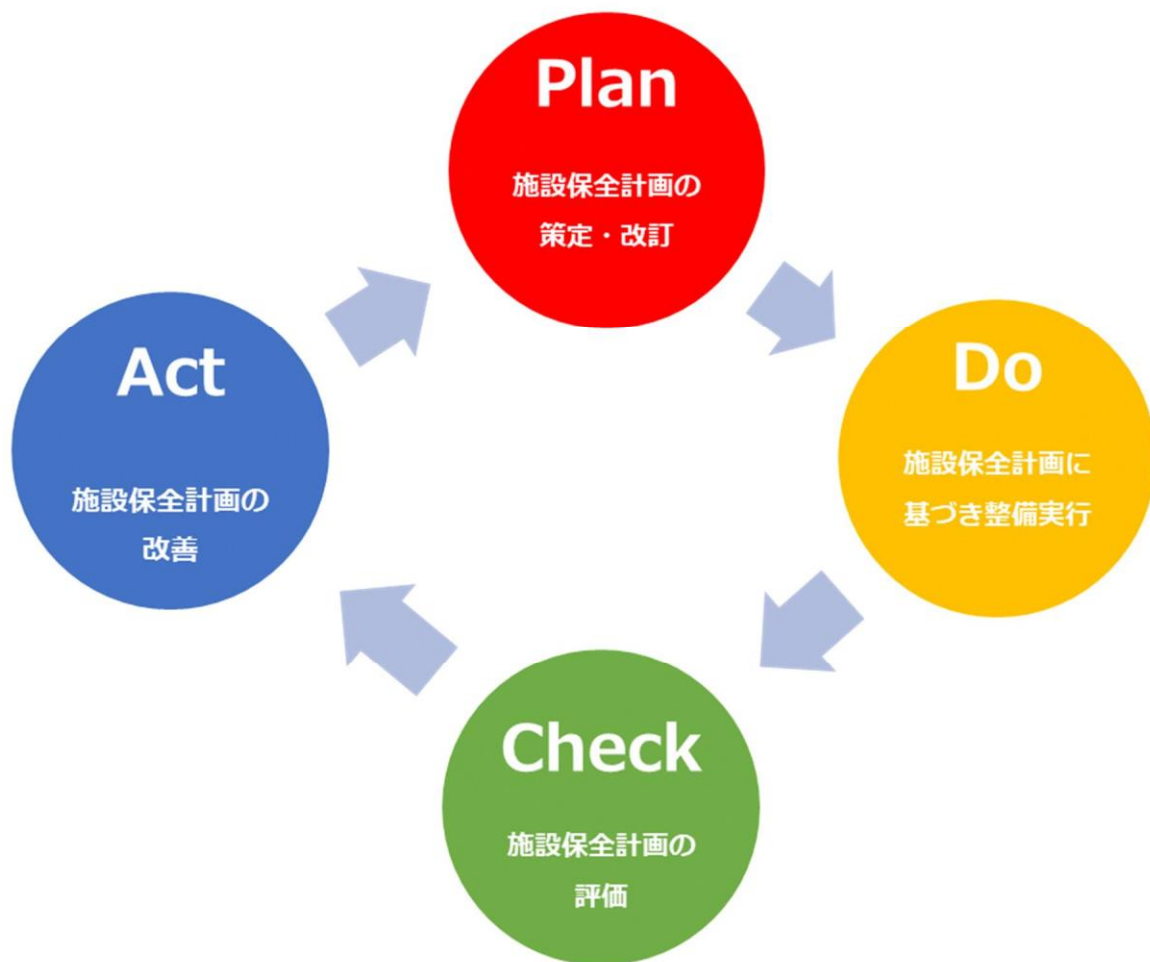 Plan
施設保全計画の
策定・改訂
Do
施設保全計画に
基づき整備実行
Check
施設保全計画の
評価
Act
施設保全計画の
改善